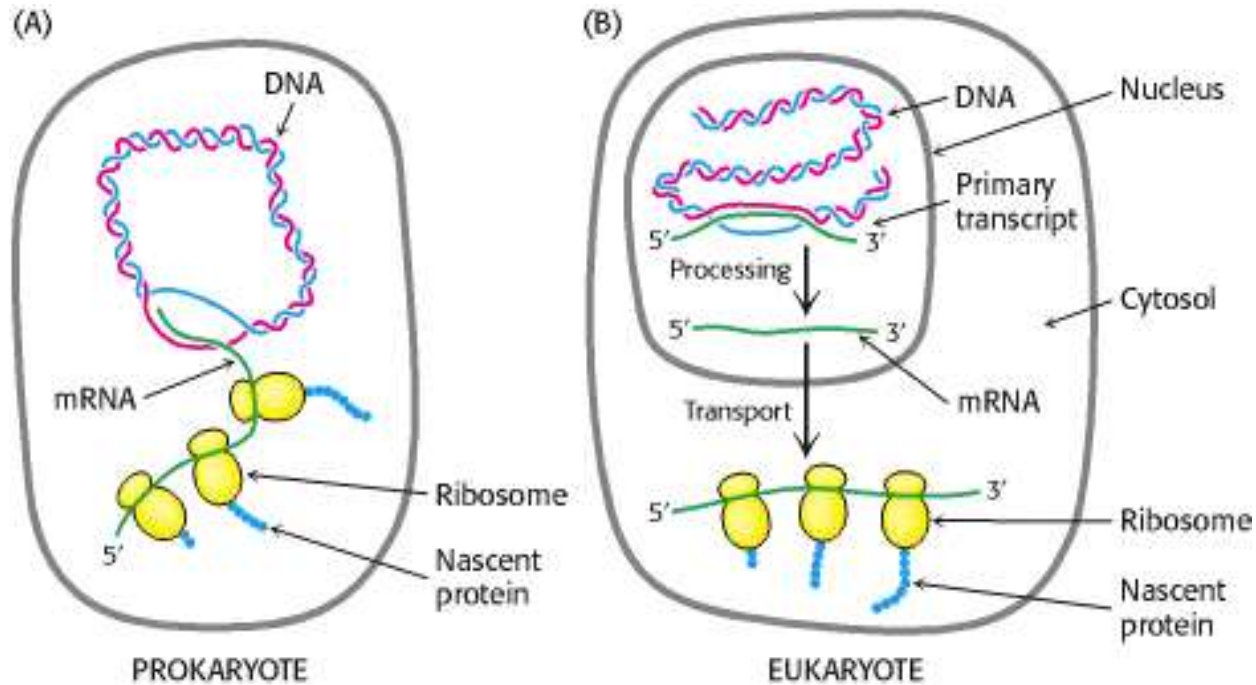 (A)
DNA
mRNA
Ribosome
5′
Nascent
protein
PROKARYOTE
(B)
DNA
Nucleus
Primary
transcript
5′
3′
Processing
Cytosol
5′
3′
mRNA
Transport
3′
5′
Ribosome
Nascent
protein
EUKARYOTE